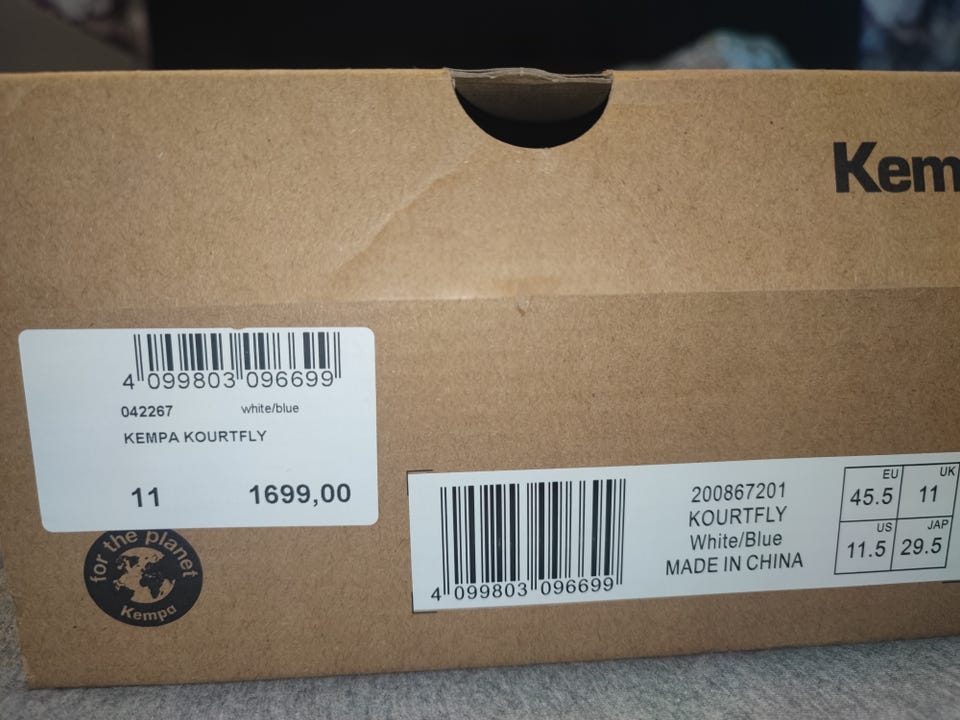 Kem
4 099803 096699
042267 white/blue
KEMPA KOURTFLY
11 1699,00
for the planet
Kempa
4 099803 096699
200867201
KOURTFLY
White/Blue
MADE IN CHINA
EU UK
45.5 11
US JAP
11.5 29.5